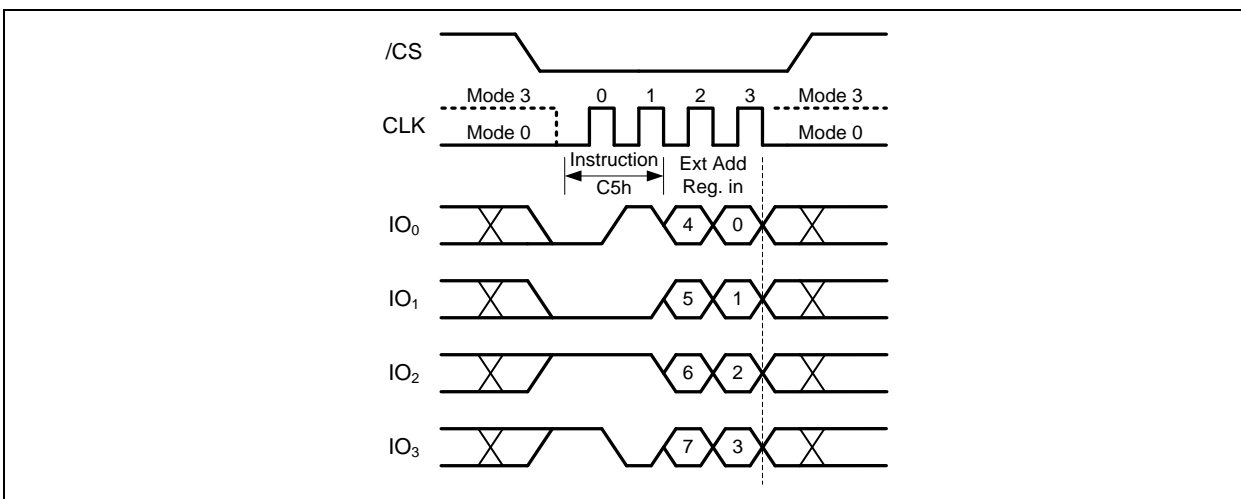 /CS
Mode 3 0 1 2 3 Mode 3
CLK
Mode 0 Mode 0
Instruction Ext Add
C5h Reg. in
IO₀ 4 0
IO₁ 5 1
IO₂ 6 2
IO₃ 7 3